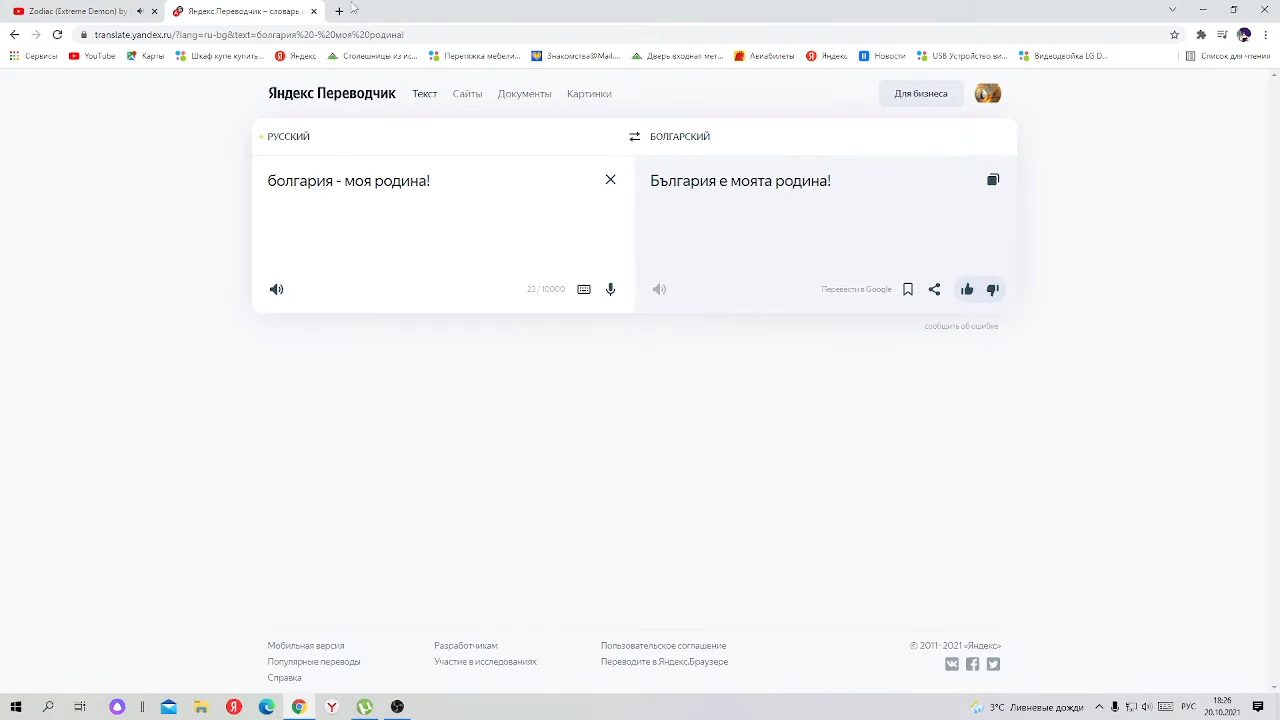 Zodiac (Extreme Demon) by
Яндекс.Переводчик – словарь
translate.yandex.ru/?lang=ru-bg&text=болгария%20-%20моя%20родина!
Сервисы YouTube Карты Шкаф купе купить... Яндекс Столешницы из ис... Перетяжка мебели... Знакомства@Mail... Дверь входная мет... Авиабилеты Яндекс Новости USB Устройство ви... Видеодвойка LG D... Список для чтения
Яндекс Переводчик Текст Сайты Документы Картинки Для бизнеса
РУССКИЙ БОЛГАРСКИЙ
болгария - моя родина! България е моята родина!
23 / 10000 Перевести в Google
сообщить об ошибке
Мобильная версия Разработчикам Пользовательское соглашение © 2011–2021 «Яндекс»
Популярные переводы Участие в исследованиях Переводите в Яндекс.Браузере
Справка
3°C Ливневые дожди РУС 18:26
20.10.2021